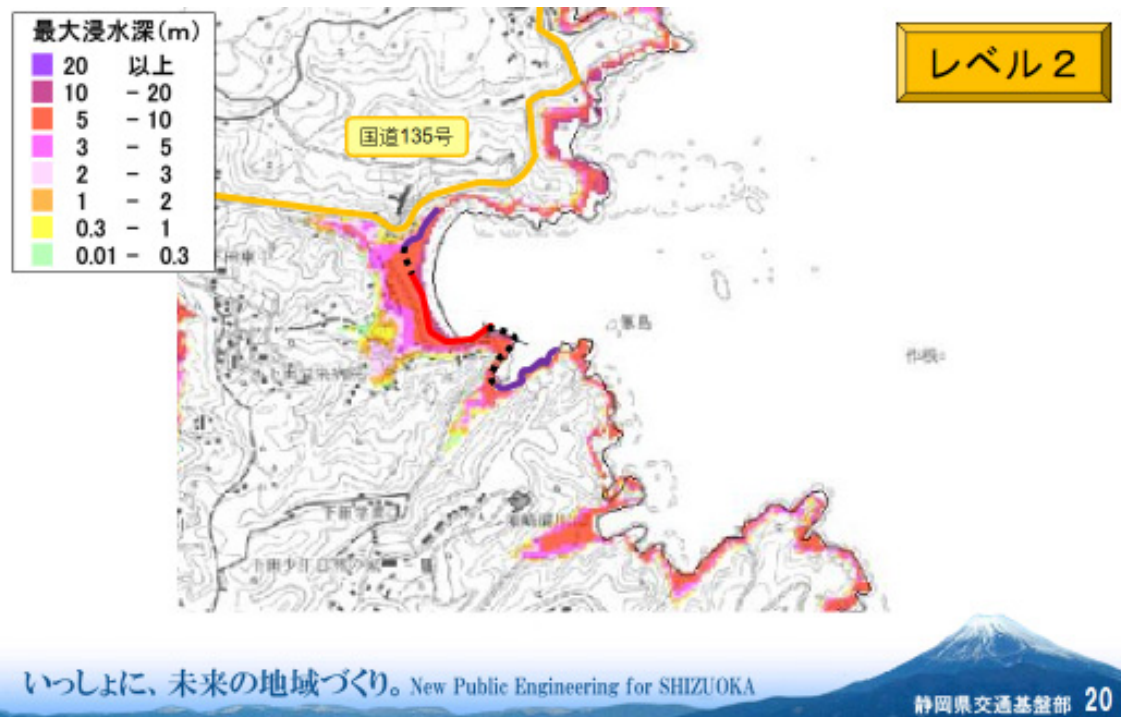 最大浸水深(m)
20 以上
10 - 20
5 - 10
3 - 5
2 - 3
1 - 2
0.3 - 1
0.01 - 0.3
レベル2
国道135号
いっしょに、未来の地域づくり。New Public Engineering for SHIZUOKA
静岡県交通基盤部 20